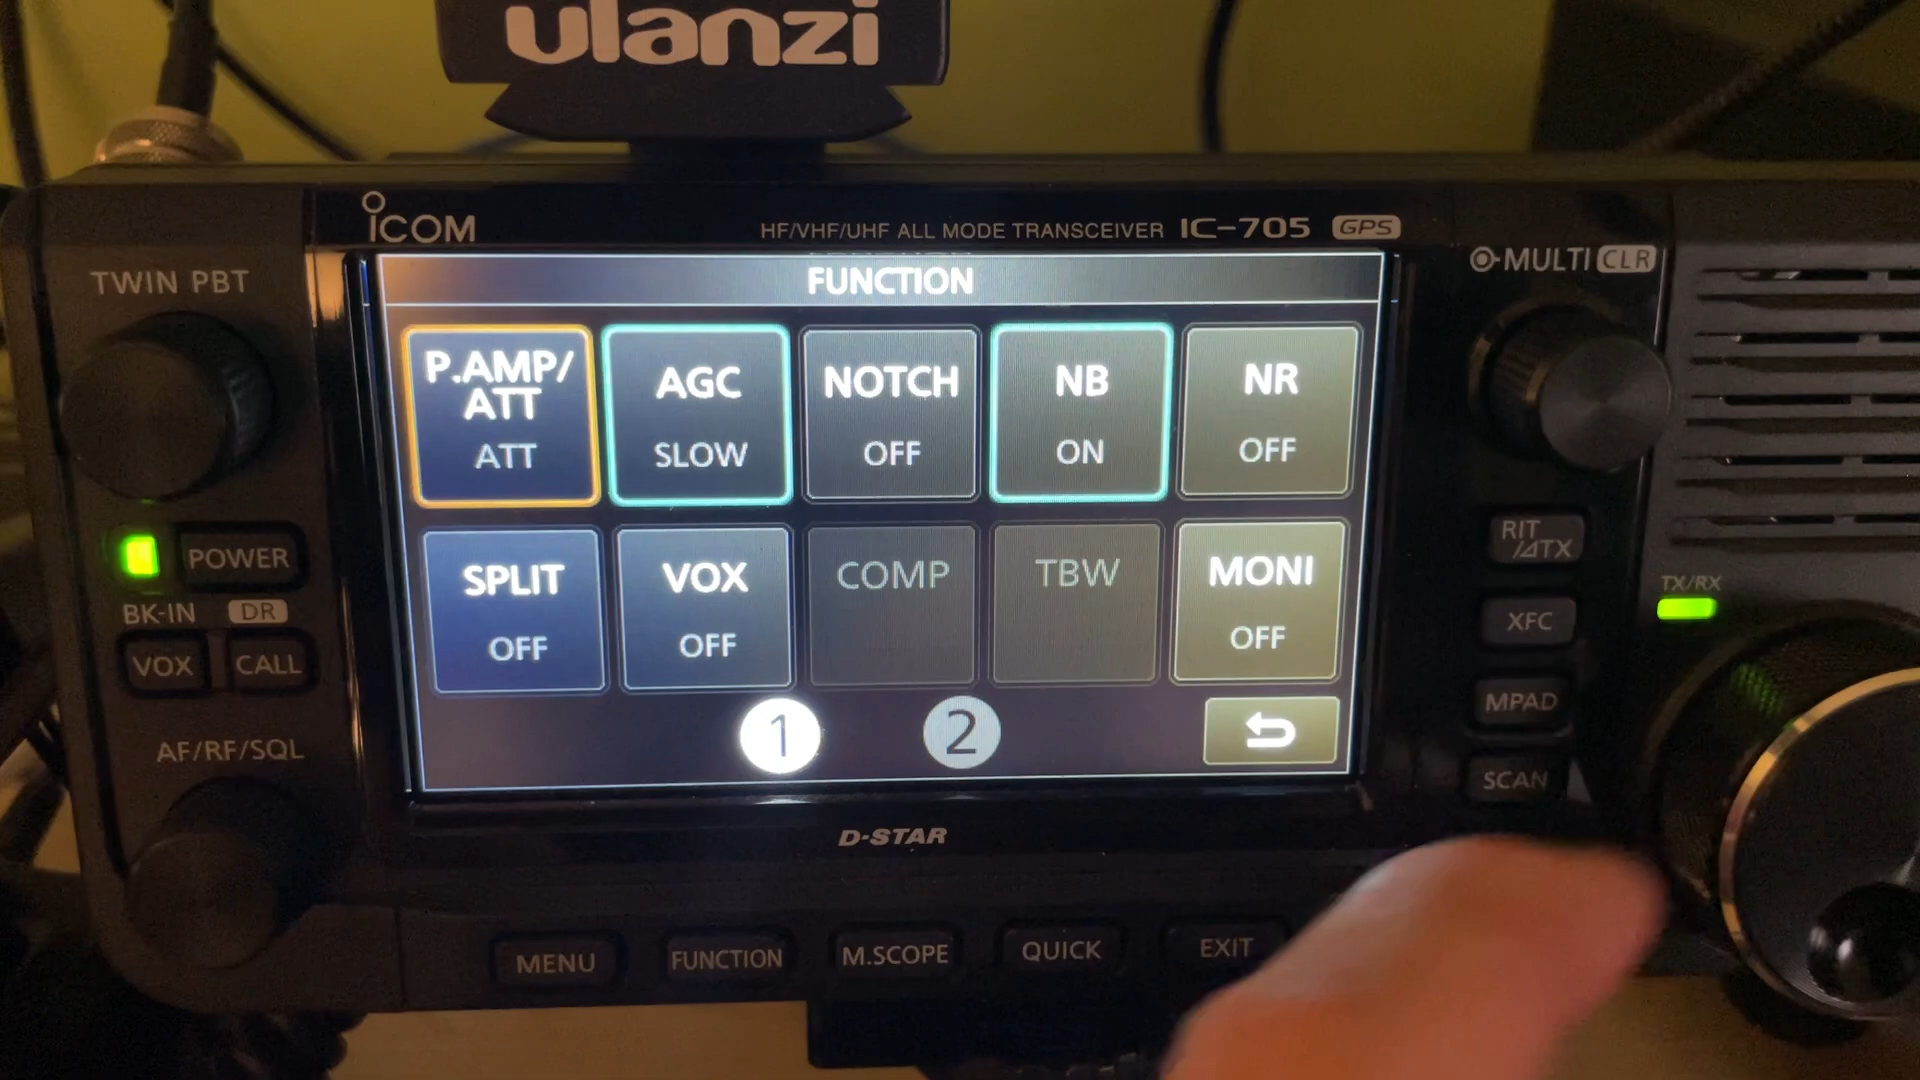 ulanzi
ICOM
HF/VHF/UHF ALL MODE TRANSCEIVER IC-705 GPS
TWIN PBT
MULTI CLR
FUNCTION
P.AMP/
ATT
ATT
AGC
SLOW
NOTCH
OFF
NB
ON
NR
OFF
SPLIT
OFF
VOX
OFF
COMP
TBW
MONI
OFF
1
2
POWER
BK-IN DR
VOX
CALL
AF/RF/SQL
RIT
/⊿TX
XFC
MPAD
SCAN
TX/RX
D-STAR
MENU
FUNCTION
M.SCOPE
QUICK
EXIT